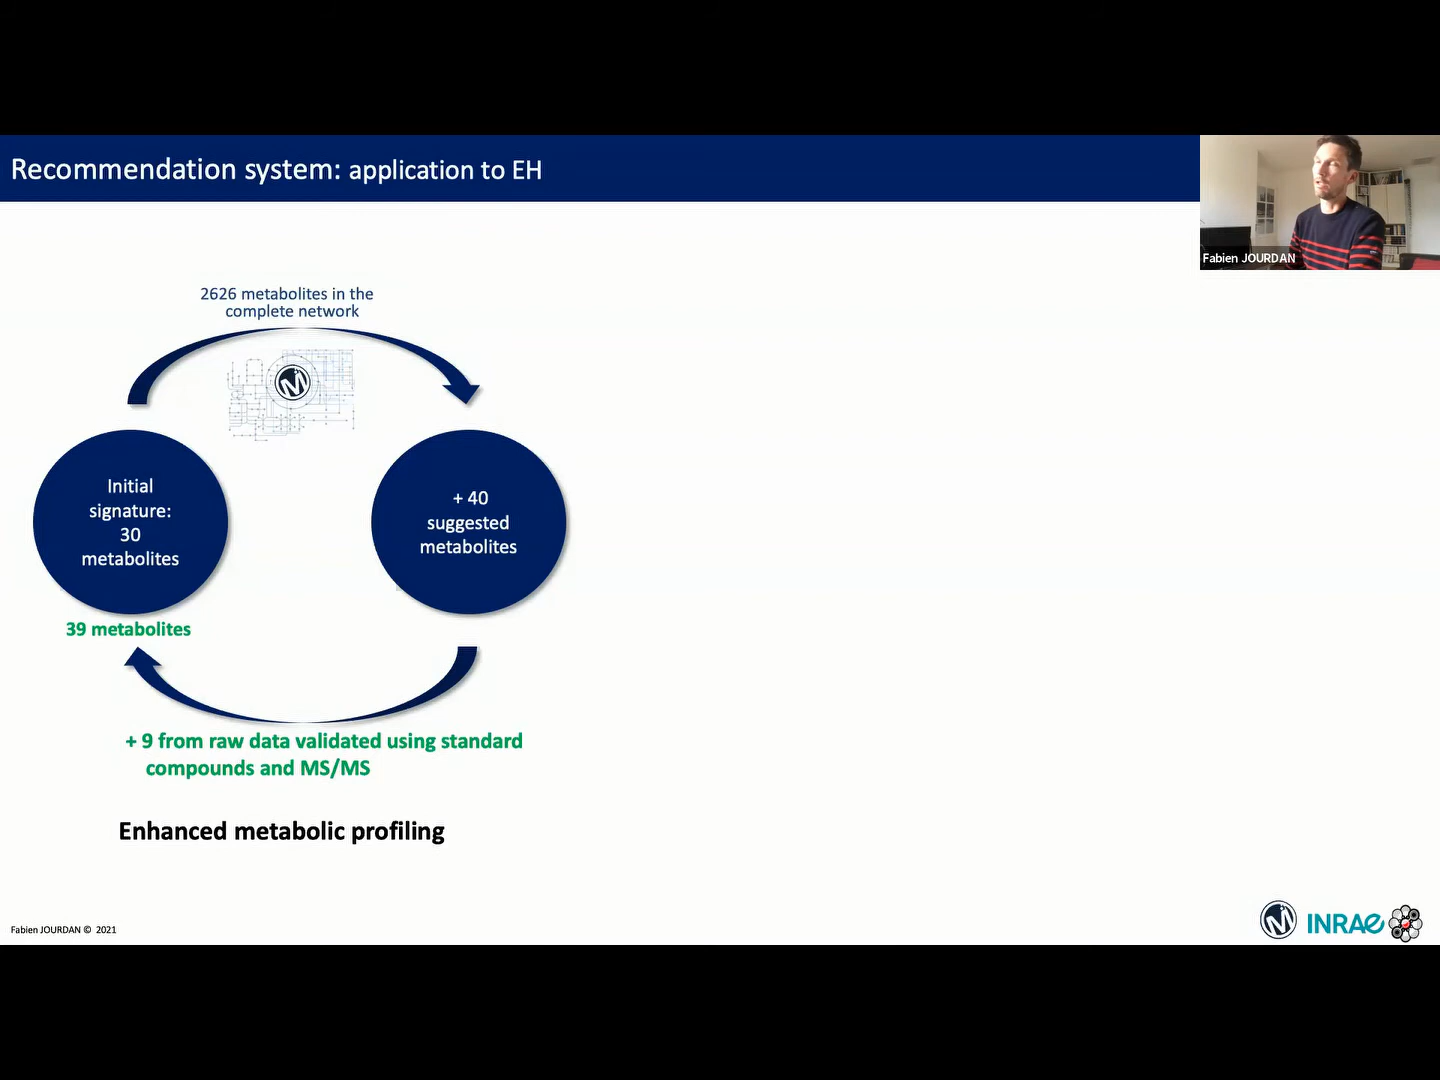 Recommendation system: application to EH
Fabien JOURDAN
2626 metabolites in the
complete network
Initial
signature:
30
metabolites
+ 40
suggested
metabolites
39 metabolites
+ 9 from raw data validated using standard
compounds and MS/MS
Enhanced metabolic profiling
Fabien JOURDAN © 2021
M INRAE